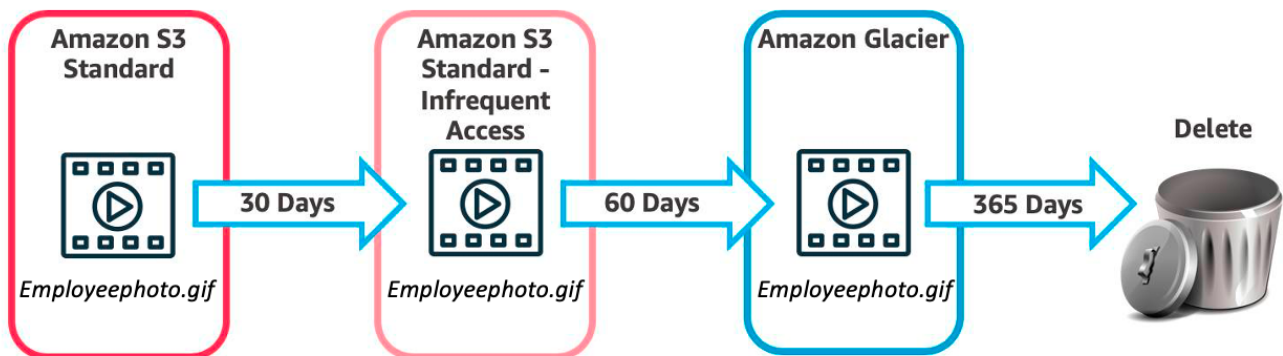 Amazon S3
Standard
Employeephoto.gif
30 Days
Amazon S3
Standard -
Infrequent
Access
Employeephoto.gif
60 Days
Amazon Glacier
Employeephoto.gif
365 Days
Delete